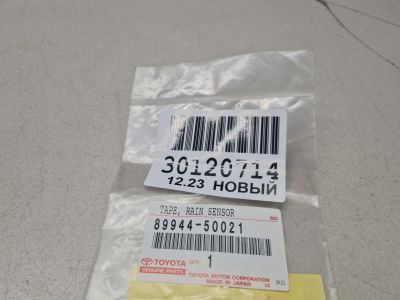 30120714
12.23 НОВЫЙ
TAPE, RAIN SENSOR
BD
89944-50021
TOYOTA QTY. 1
GENUINE PARTS
TOYOTA MOTOR CORPORATION
MADE IN JAPAN